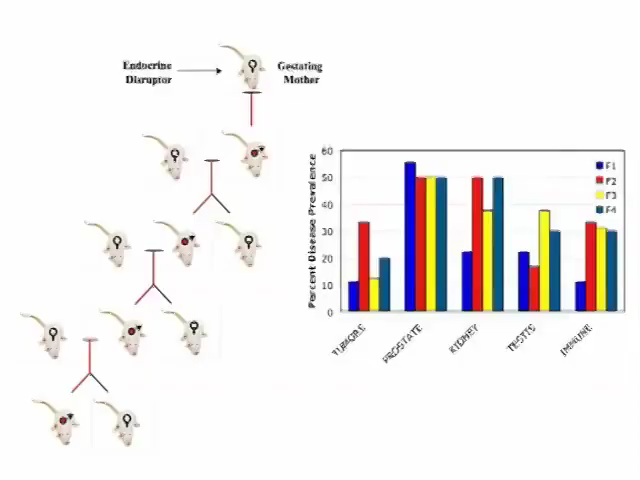 Endocrine
Disruptor
Gestating
Mother
Percent Disease Prevalence
60
50
40
30
20
10
0
F1
F2
F3
F4
TUMORS
PROSTATE
KIDNEY
TESTIS
IMMUNE